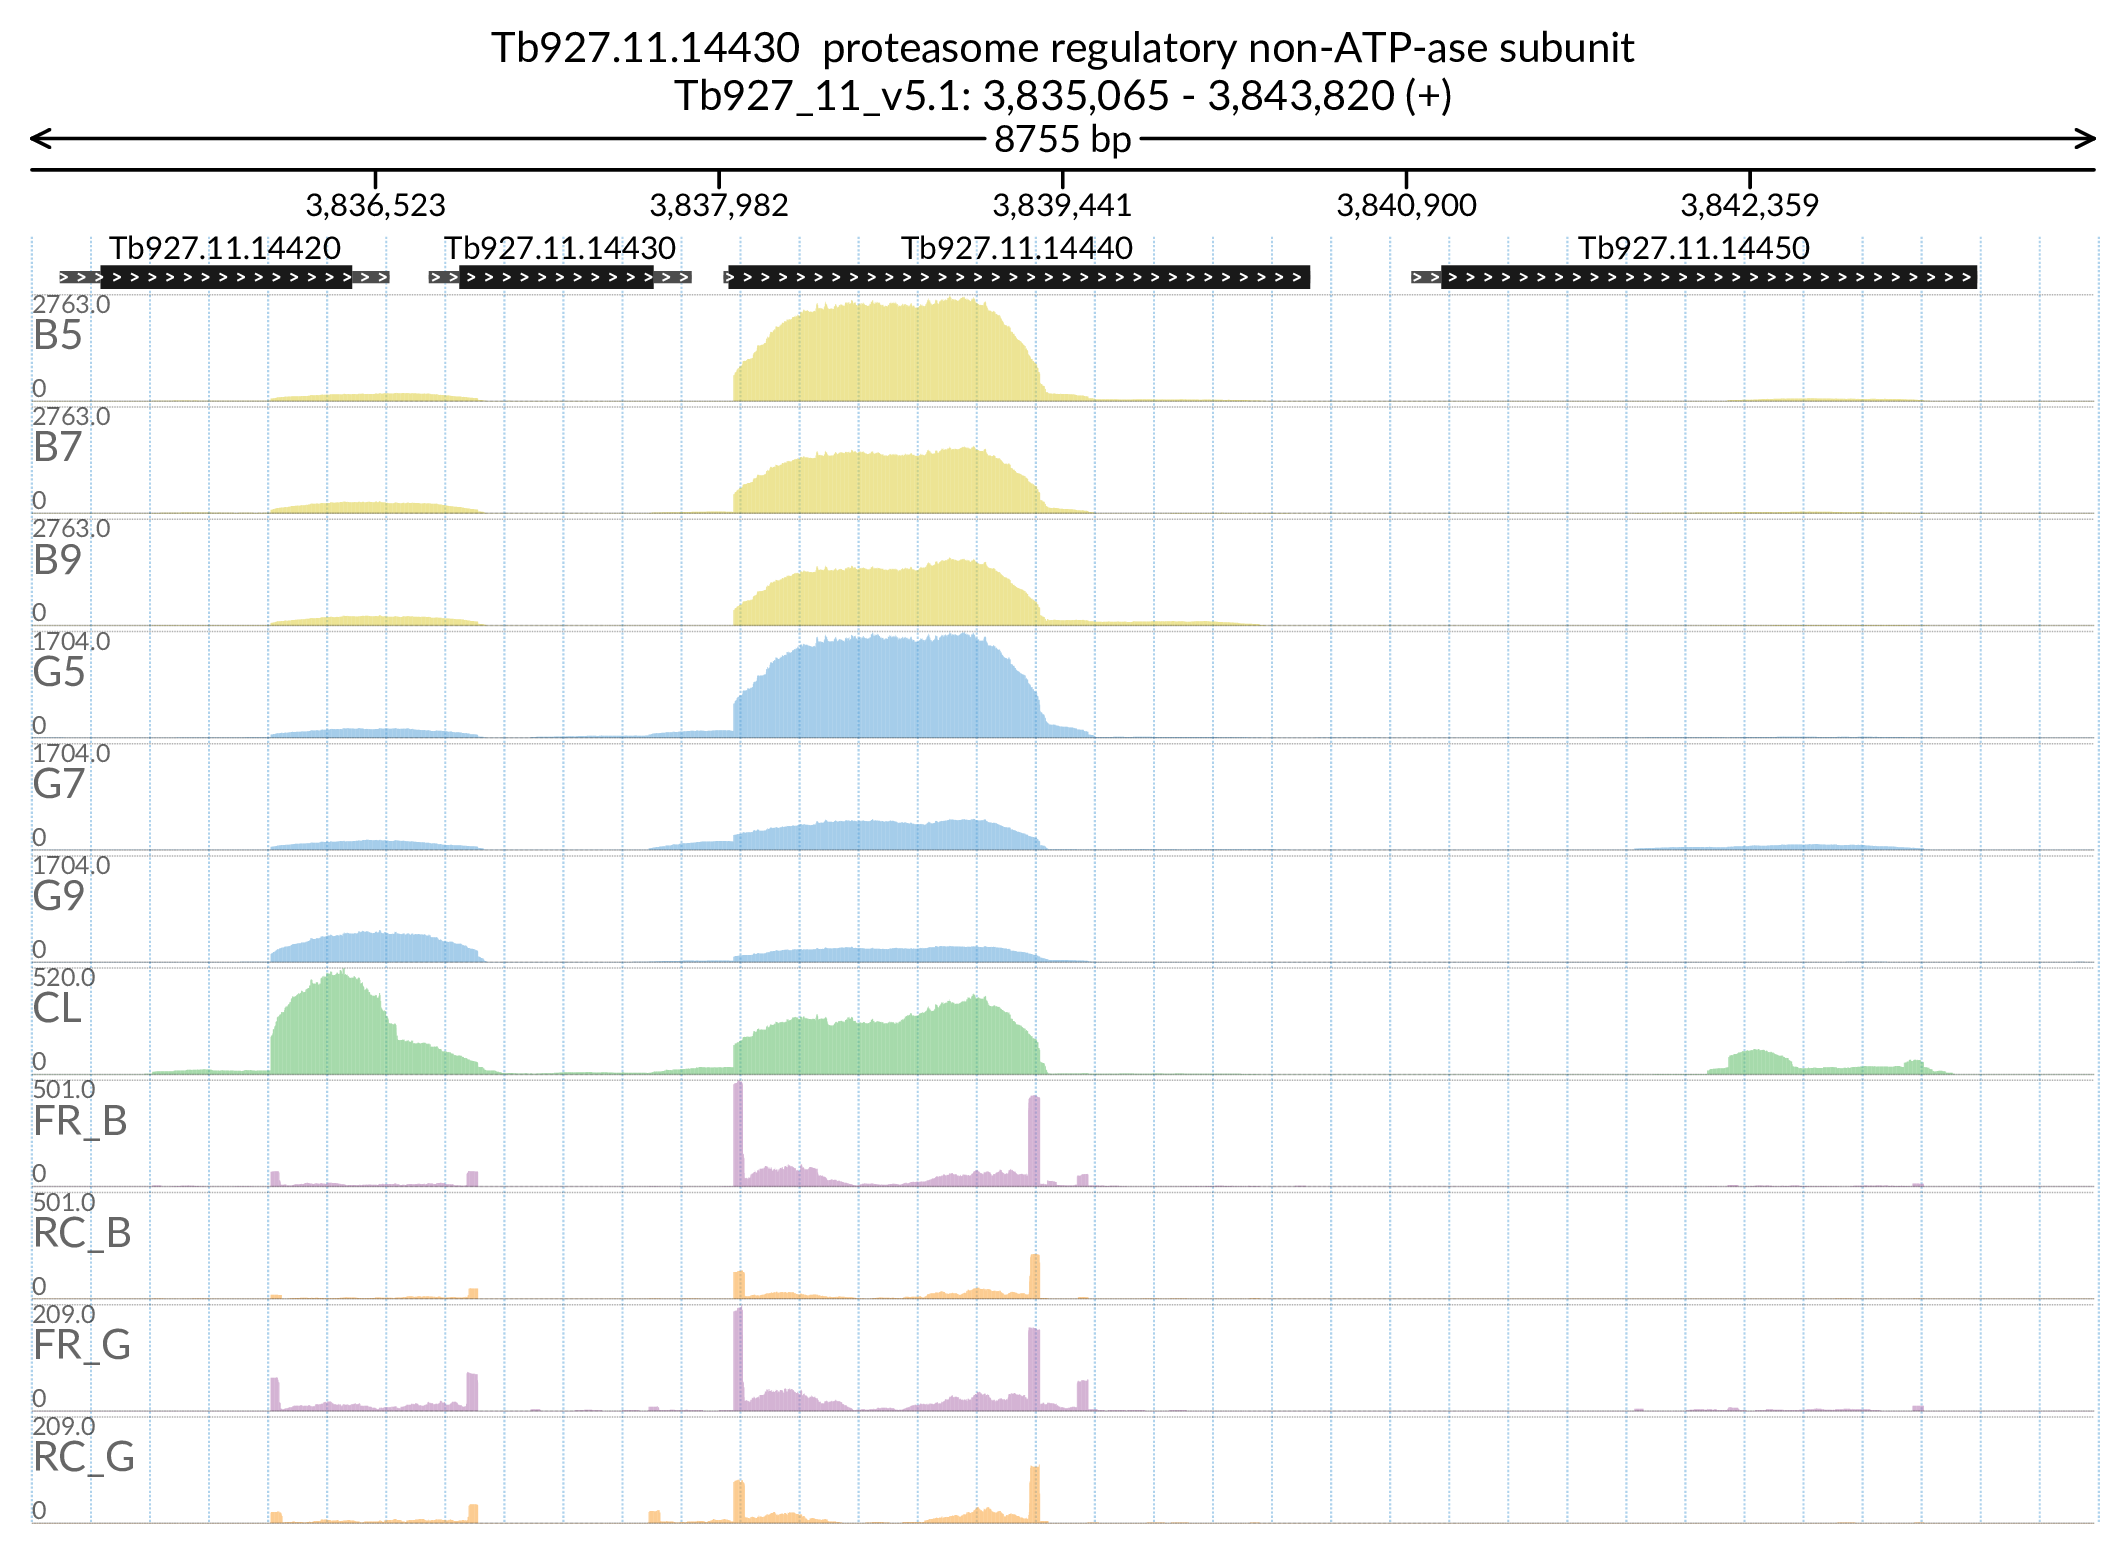 Tb927.11.14430  proteasome regulatory non-ATP-ase subunit
Tb927_11_v5.1: 3,835,065 - 3,843,820 (+)
8755 bp
3,836,523 3,837,982 3,839,441 3,840,900 3,842,359
Tb927.11.14420 Tb927.11.14430 Tb927.11.14440 Tb927.11.14450
2763.0
B5
0
2763.0
B7
0
2763.0
B9
0
1704.0
G5
0
1704.0
G7
0
1704.0
G9
0
520.0
CL
0
501.0
FR_B
0
501.0
RC_B
0
209.0
FR_G
0
209.0
RC_G
0